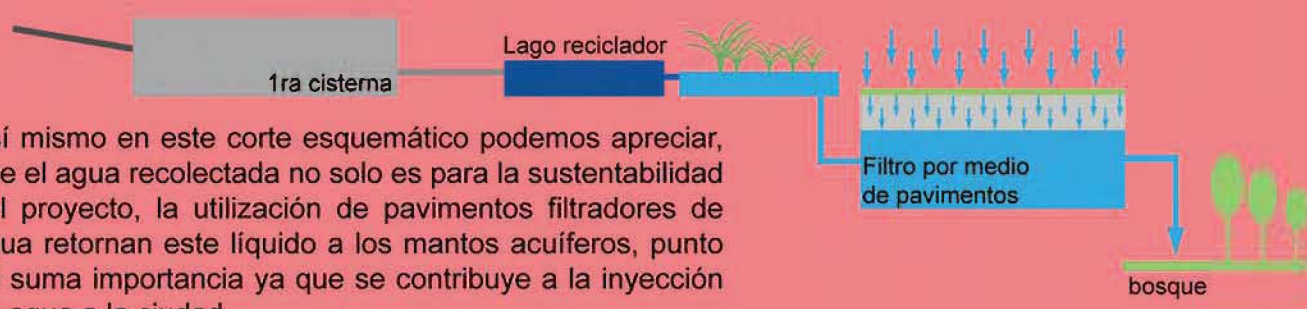 Lago reciclador
1ra cisterna
sí mismo en este corte esquemático podemos apreciar,
e el agua recolectada no solo es para la sustentabilidad
l proyecto, la utilización de pavimentos filtradores de
ua retornan este líquido a los mantos acuíferos, punto
suma importancia ya que se contribuye a la inyección
Filtro por medio
de pavimentos
bosque